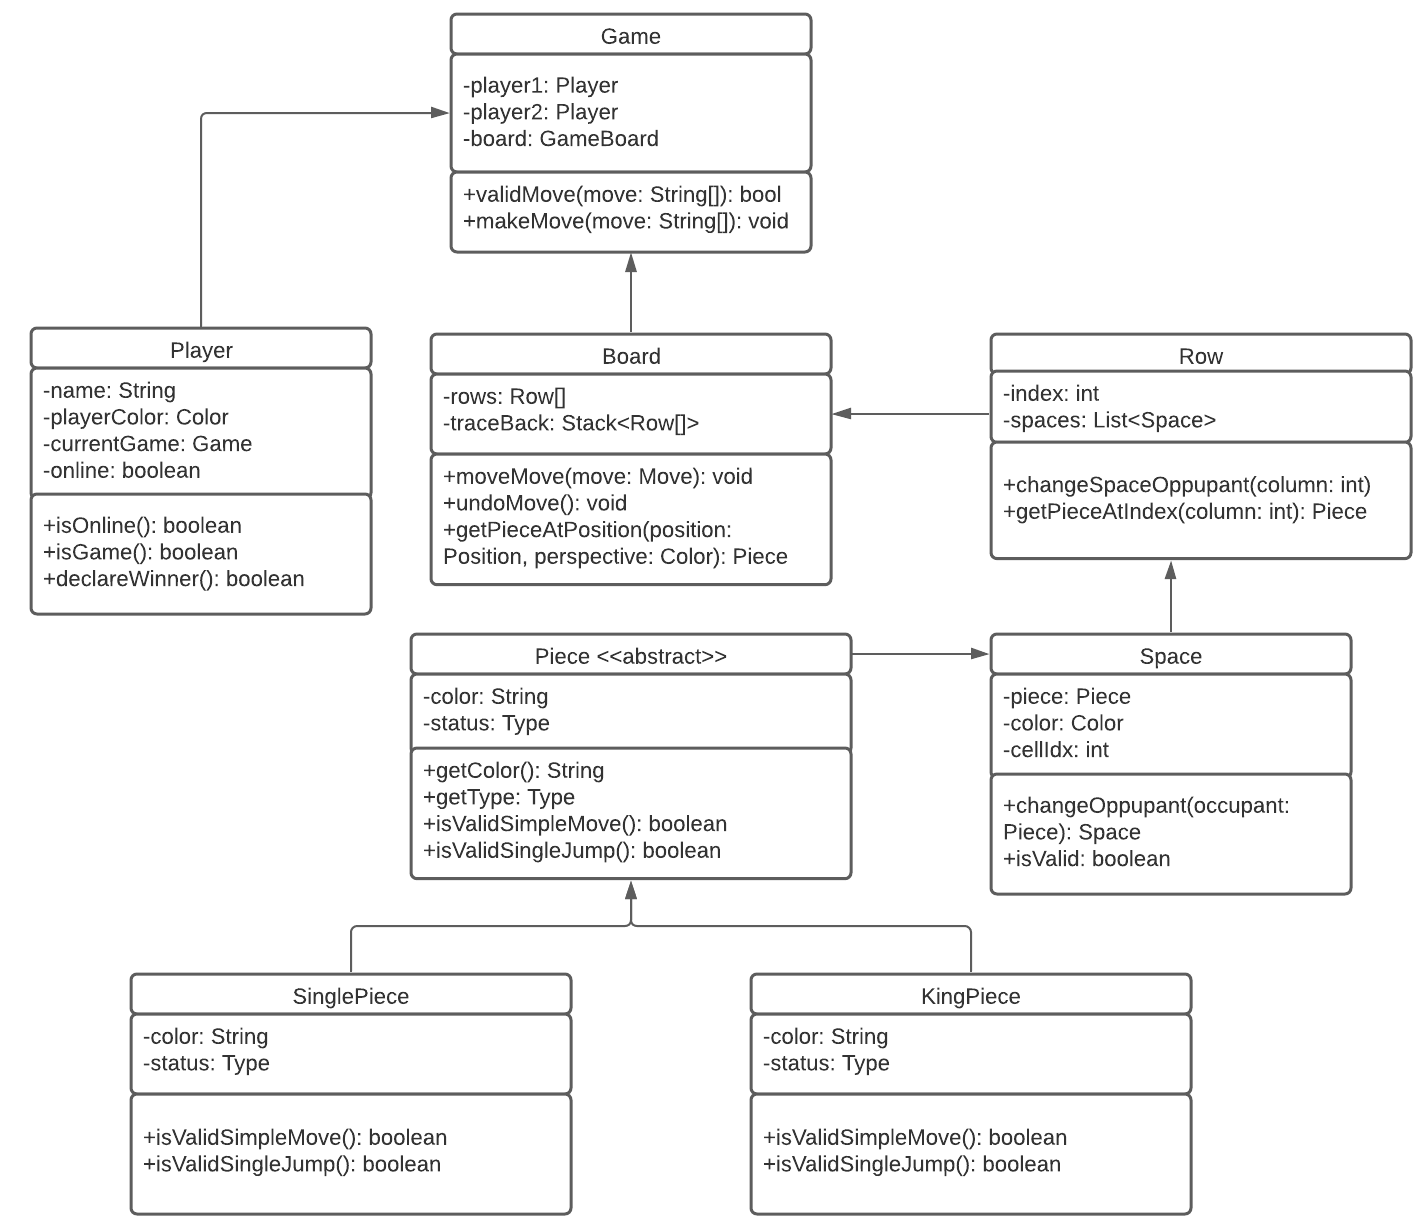 Game
-player1: Player
-player2: Player
-board: GameBoard
+validMove(move: String[]): bool
+makeMove(move: String[]): void
Player
-name: String
-playerColor: Color
-currentGame: Game
-online: boolean
+isOnline(): boolean
+isGame(): boolean
+declareWinner(): boolean
Board
-rows: Row[]
-traceBack: Stack<Row[]>
+moveMove(move: Move): void
+undoMove(): void
+getPieceAtPosition(position:
Position, perspective: Color): Piece
Row
-index: int
-spaces: List<Space>
+changeSpaceOppupant(column: int)
+getPieceAtIndex(column: int): Piece
Piece <<abstract>>
-color: String
-status: Type
+getColor(): String
+getType: Type
+isValidSimpleMove(): boolean
+isValidSingleJump(): boolean
Space
-piece: Piece
-color: Color
-cellIdx: int
+changeOppupant(occupant:
Piece): Space
+isValid: boolean
SinglePiece
-color: String
-status: Type
+isValidSimpleMove(): boolean
+isValidSingleJump(): boolean
KingPiece
-color: String
-status: Type
+isValidSimpleMove(): boolean
+isValidSingleJump(): boolean